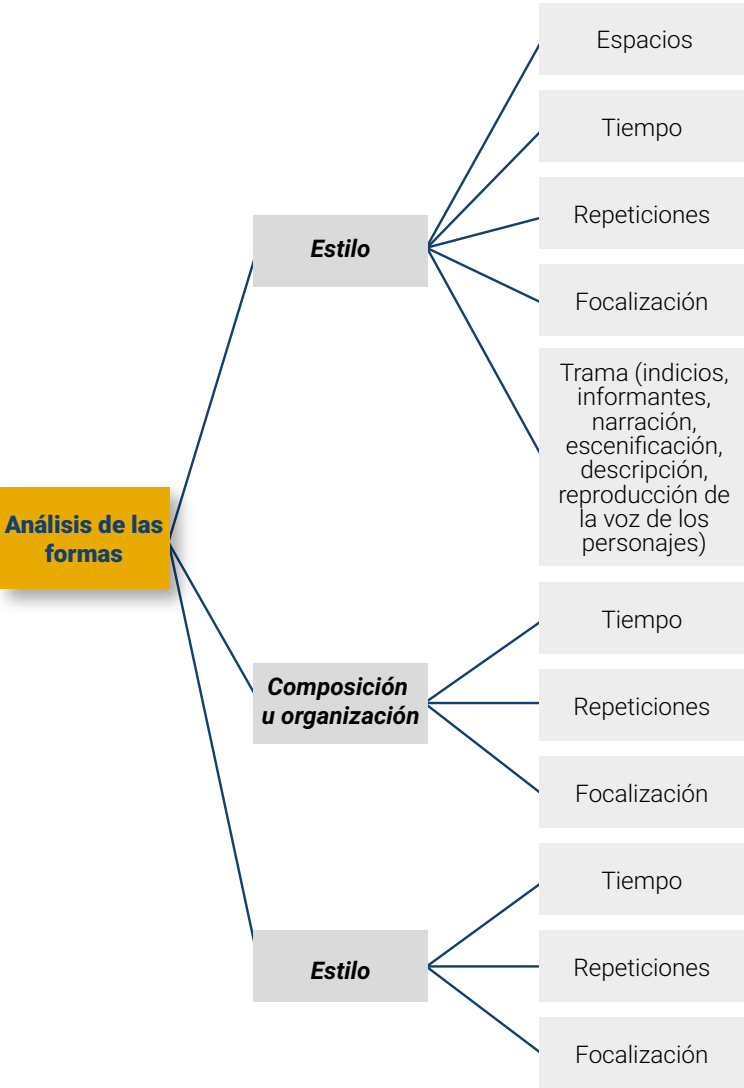 Espacios
Tiempo
Repeticiones
Estilo
Focalización
Trama (indicios,
informantes,
narración,
escenificación,
descripción,
reproducción de
la voz de los
personajes)
Análisis de las
formas
Tiempo
Composición
u organización
Repeticiones
Focalización
Tiempo
Estilo
Repeticiones
Focalización